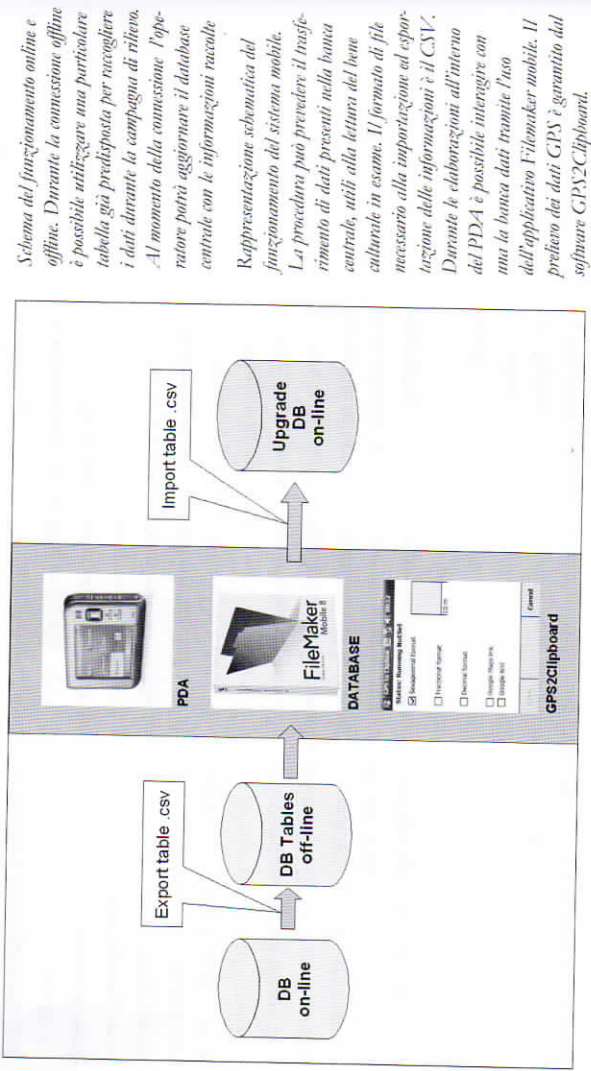 Schema del funzionamento online e
offline. Durante la connessione offline
è possibile utilizzare una particolare
tabella già predisposta per raccogliere
i dati durante la campagna di rilievo.
Al momento della connessione l'ope-
ratore potrà aggiornare il database
centrale con le informazioni raccolte
Rappresentazione schematica del
funzionamento del sistema mobile.
La procedura può prevedere il trasfe-
rimento di dati presenti nella banca
centrale, utili alla lettura del bene
culturale in esame. Il formato di file
necessario alla importazione ed espor-
tazione delle informazioni è il CSV.
Durante le elaborazioni all'interno
del PDA è possibile interagire con
una la banca dati tramite l'uso
dell'applicativo Filemaker mobile. Il
prelievo dei dati GPS è garantito dal
software GPS2Clipboard.
Export table .csv
Import table .csv
DB
on-line
DB Tables
off-line
PDA
FileMaker
Mobile 8
DATABASE
Status: Running
Sexagesimal format
Fractional format
Decimal format
Google Maps link
Google
Cancel
GPS2Clipboard
Upgrade
DB
on-line